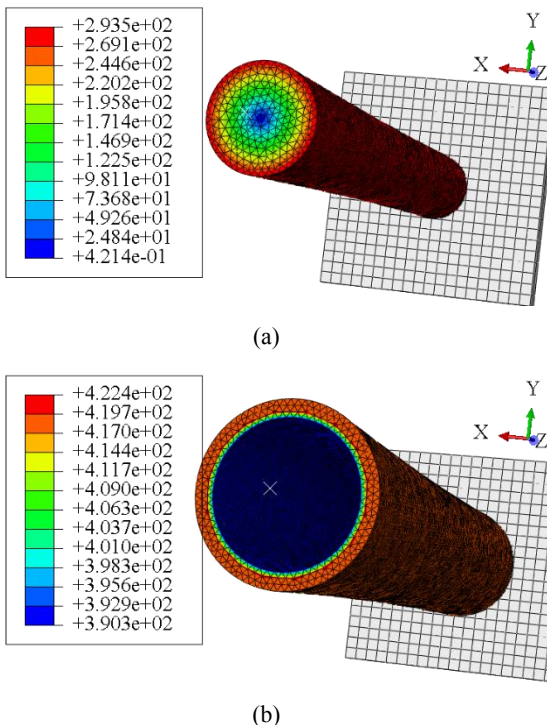 +2.935e+02
+2.691e+02
+2.446e+02
+2.202e+02
+1.958e+02
+1.714e+02
+1.469e+02
+1.225e+02
+9.811e+01
+7.368e+01
+4.926e+01
+2.484e+01
+4.214e-01
Y
X
Z
(a)
+4.224e+02
+4.197e+02
+4.170e+02
+4.144e+02
+4.117e+02
+4.090e+02
+4.063e+02
+4.037e+02
+4.010e+02
+3.983e+02
+3.956e+02
+3.929e+02
+3.903e+02
Y
X
Z
(b)